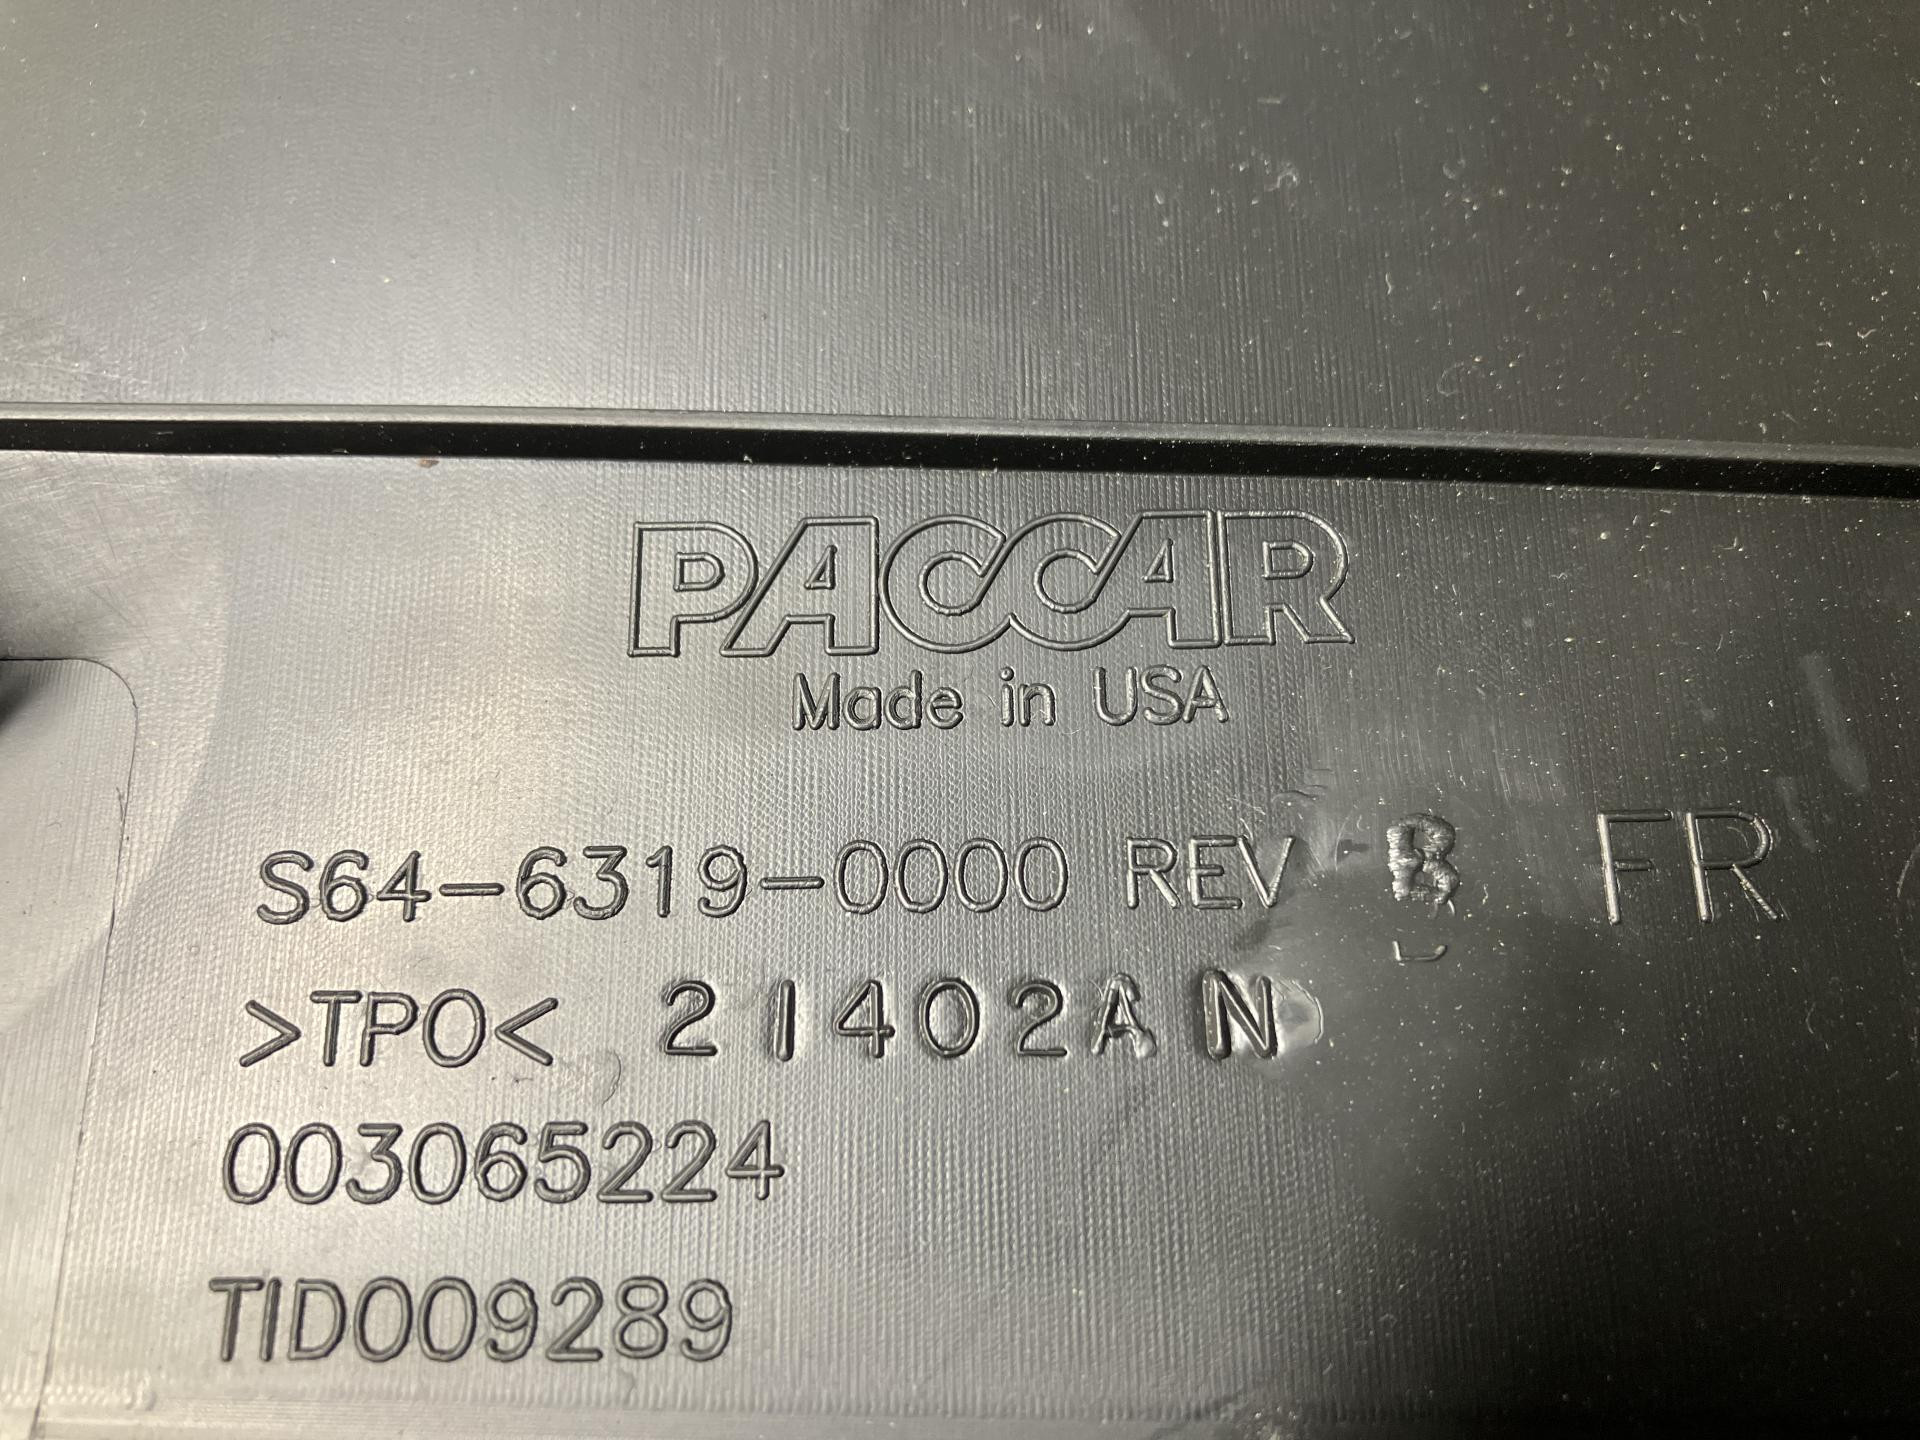 PACCAR
Made in USA
S64-6319-0000 REV B FR
>TPO< 21402AN
003065224
TID009289